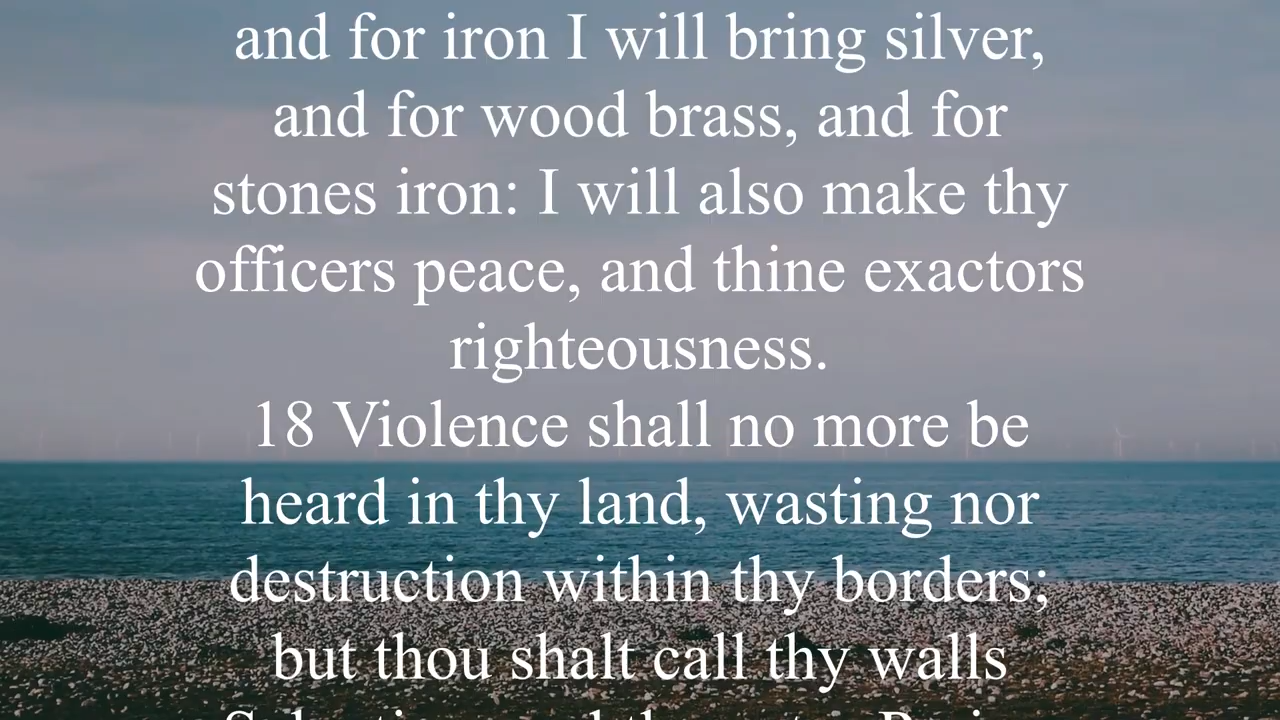 and for iron I will bring silver,
and for wood brass, and for
stones iron: I will also make thy
officers peace, and thine exactors
righteousness.
18 Violence shall no more be
heard in thy land, wasting nor
destruction within thy borders;
but thou shalt call thy walls